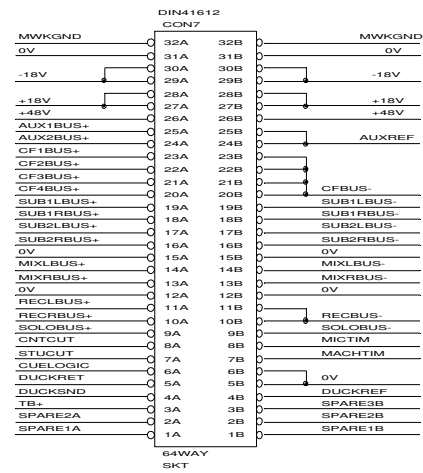 DIN41612
CON7
MWKGND 32A 32B MWKGND
0V 31A 31B 0V
30A 30B
-18V 29A 29B -18V
28A 28B
+18V 27A 27B +18V
+48V 26A 26B +48V
AUX1BUS+ 25A 25B
AUX2BUS+ 24A 24B AUXREF
CF1BUS+ 23A 23B
CF2BUS+ 22A 22B
CF3BUS+ 21A 21B
CF4BUS+ 20A 20B CFBUS-
SUB1LBUS+ 19A 19B SUB1LBUS-
SUB1RBUS+ 18A 18B SUB1RBUS-
SUB2LBUS+ 17A 17B SUB2LBUS-
SUB2RBUS+ 16A 16B SUB2RBUS-
0V 15A 15B 0V
MIXLBUS+ 14A 14B MIXLBUS-
MIXRBUS+ 13A 13B MIXRBUS-
0V 12A 12B 0V
RECLBUS+ 11A 11B
RECRBUS+ 10A 10B RECBUS-
SOLOBUS+ 9A 9B SOLOBUS-
CNTCUT 8A 8B MICTIM
STUCUT 7A 7B MACHTIM
CUELOGIC 6A 6B
DUCKRET 5A 5B 0V
DUCKSND 4A 4B DUCKREF
TB+ 3A 3B SPARE3B
SPARE2A 2A 2B SPARE2B
SPARE1A 1A 1B SPARE1B
64WAY
SKT